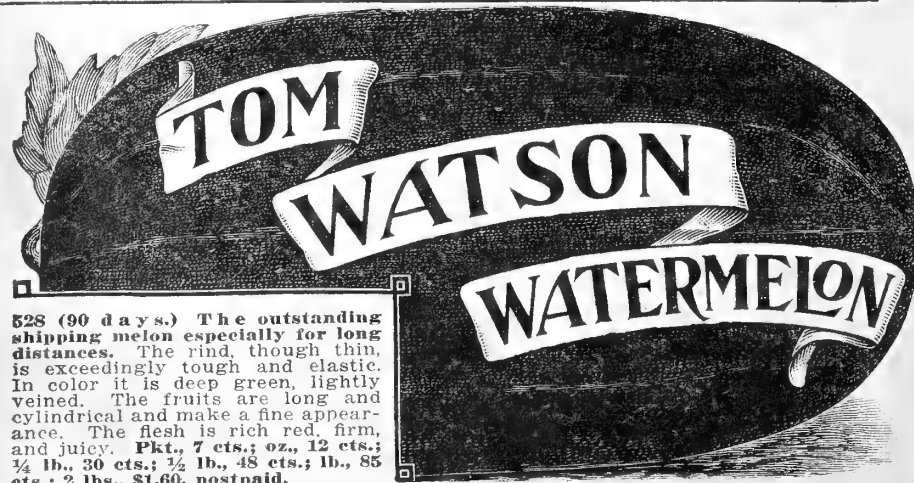 TOM
WATSON
WATERMELON
528 (90 days.) The outstanding
shipping melon especially for long
distances. The rind, though thin,
is exceedingly tough and elastic.
In color it is deep green, lightly
veined. The fruits are long and
cylindrical and make a fine appear-
ance. The flesh is rich red, firm,
and juicy. Pkt., 7 cts.; oz., 12 cts.;
¼ lb., 30 cts.; ½ lb., 48 cts.; lb., 85
cts.; 2 lbs., $1.60, postpaid.